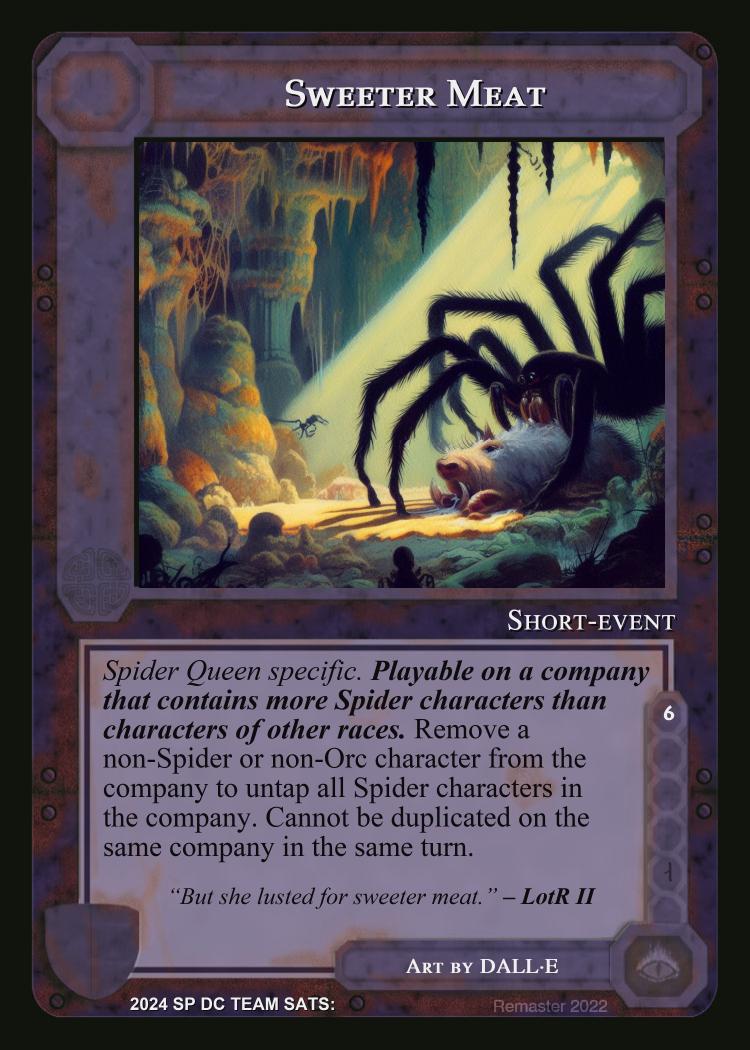 Sweeter Meat
Short-event
Spider Queen specific. Playable on a company
that contains more Spider characters than
characters of other races. Remove a
non-Spider or non-Orc character from the
company to untap all Spider characters in
the company. Cannot be duplicated on the
same company in the same turn.
6
“But she lusted for sweeter meat.” – LotR II
Art by DALL·E
2024 SP DC TEAM SATS:
Remaster 2022